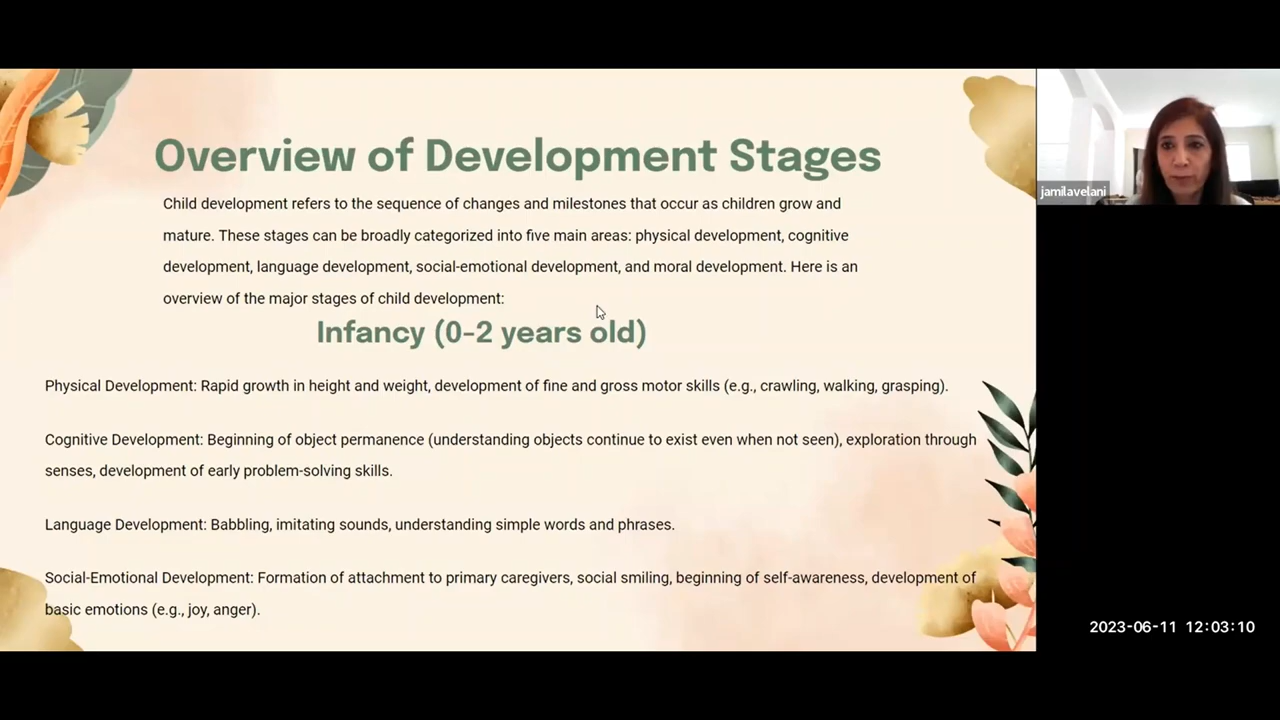 Overview of Development Stages
Child development refers to the sequence of changes and milestones that occur as children grow and
mature. These stages can be broadly categorized into five main areas: physical development, cognitive
development, language development, social-emotional development, and moral development. Here is an
overview of the major stages of child development:
Infancy (0-2 years old)
Physical Development: Rapid growth in height and weight, development of fine and gross motor skills (e.g., crawling, walking, grasping).
Cognitive Development: Beginning of object permanence (understanding objects continue to exist even when not seen), exploration through
senses, development of early problem-solving skills.
Language Development: Babbling, imitating sounds, understanding simple words and phrases.
Social-Emotional Development: Formation of attachment to primary caregivers, social smiling, beginning of self-awareness, development of
basic emotions (e.g., joy, anger).
jamilavelani
2023-06-11 12:03:10